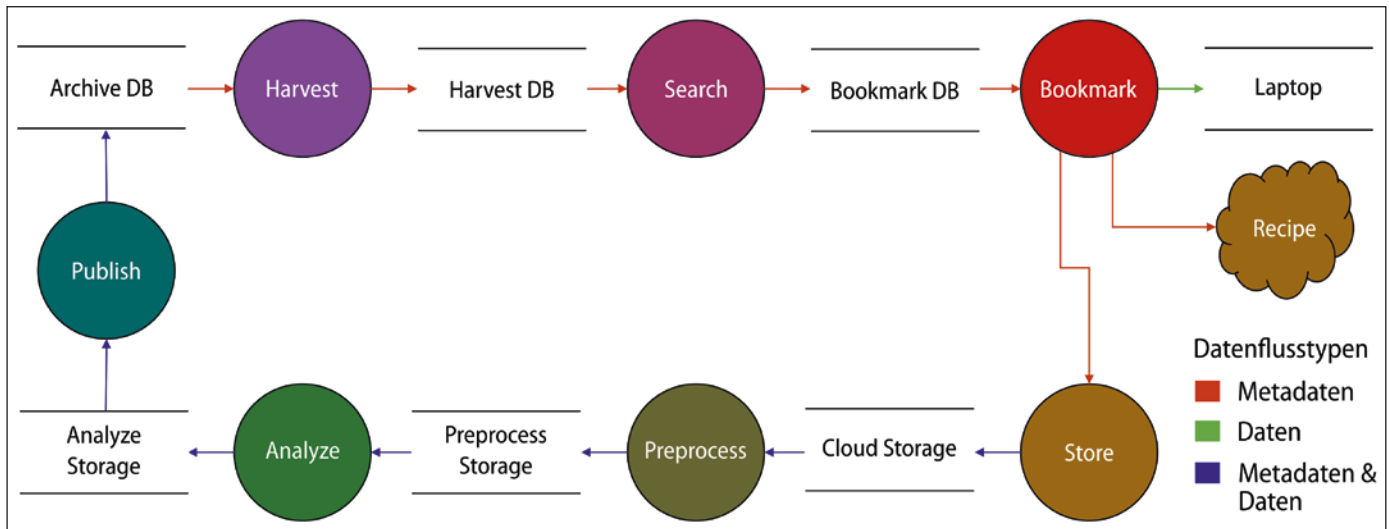 Archive DB
Harvest
Harvest DB
Search
Bookmark DB
Bookmark
Laptop
Recipe
Publish
Datenflusstypen
Metadaten
Daten
Metadaten &
Daten
Analyze
Storage
Analyze
Preprocess
Storage
Preprocess
Cloud Storage
Store